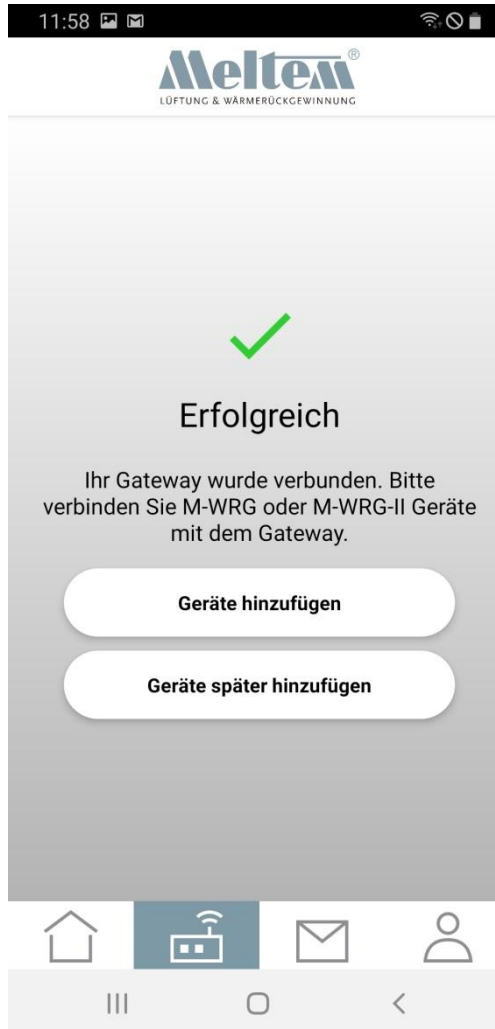 11:58
Meltem®
LÜFTUNG & WÄRMERÜCKGEWINNUNG
Erfolgreich
Ihr Gateway wurde verbunden. Bitte
verbinden Sie M-WRG oder M-WRG-II Geräte
mit dem Gateway.
Geräte hinzufügen
Geräte später hinzufügen